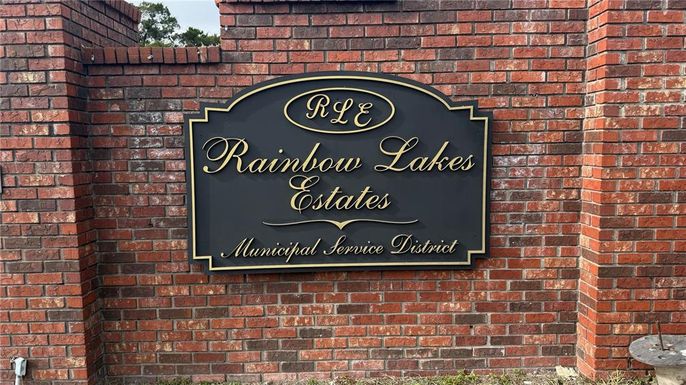 RLE
Rainbow Lakes
Estates
Municipal Service District